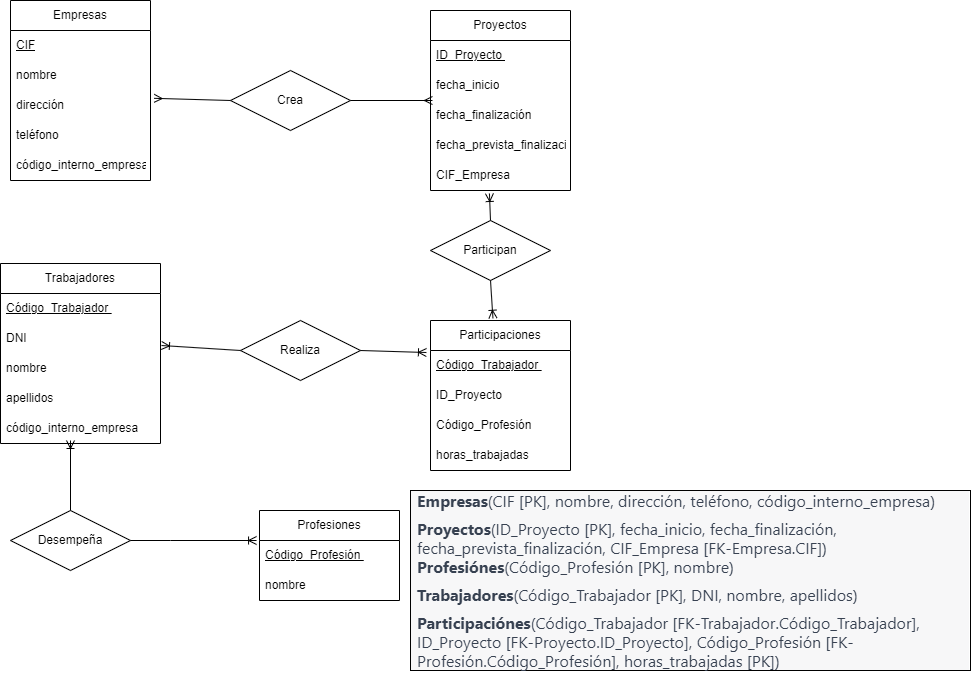 Empresas
CIF
nombre
dirección
teléfono
código_interno_empresa
Crea
Proyectos
ID_Proyecto
fecha_inicio
fecha_finalización
fecha_prevista_finalizaci
CIF_Empresa
Participan
Trabajadores
Código_Trabajador
DNI
nombre
apellidos
código_interno_empresa
Realiza
Participaciones
Código_Trabajador
ID_Proyecto
Código_Profesión
horas_trabajadas
Desempeña
Profesiones
Código_Profesión
nombre
Empresas(CIF [PK], nombre, dirección, teléfono, código_interno_empresa)
Proyectos(ID_Proyecto [PK], fecha_inicio, fecha_finalización,
fecha_prevista_finalización, CIF_Empresa [FK-Empresa.CIF])
Profesiónes(Código_Profesión [PK], nombre)
Trabajadores(Código_Trabajador [PK], DNI, nombre, apellidos)
Participaciónes(Código_Trabajador [FK-Trabajador.Código_Trabajador],
ID_Proyecto [FK-Proyecto.ID_Proyecto], Código_Profesión [FK-
Profesión.Código_Profesión], horas_trabajadas [PK])